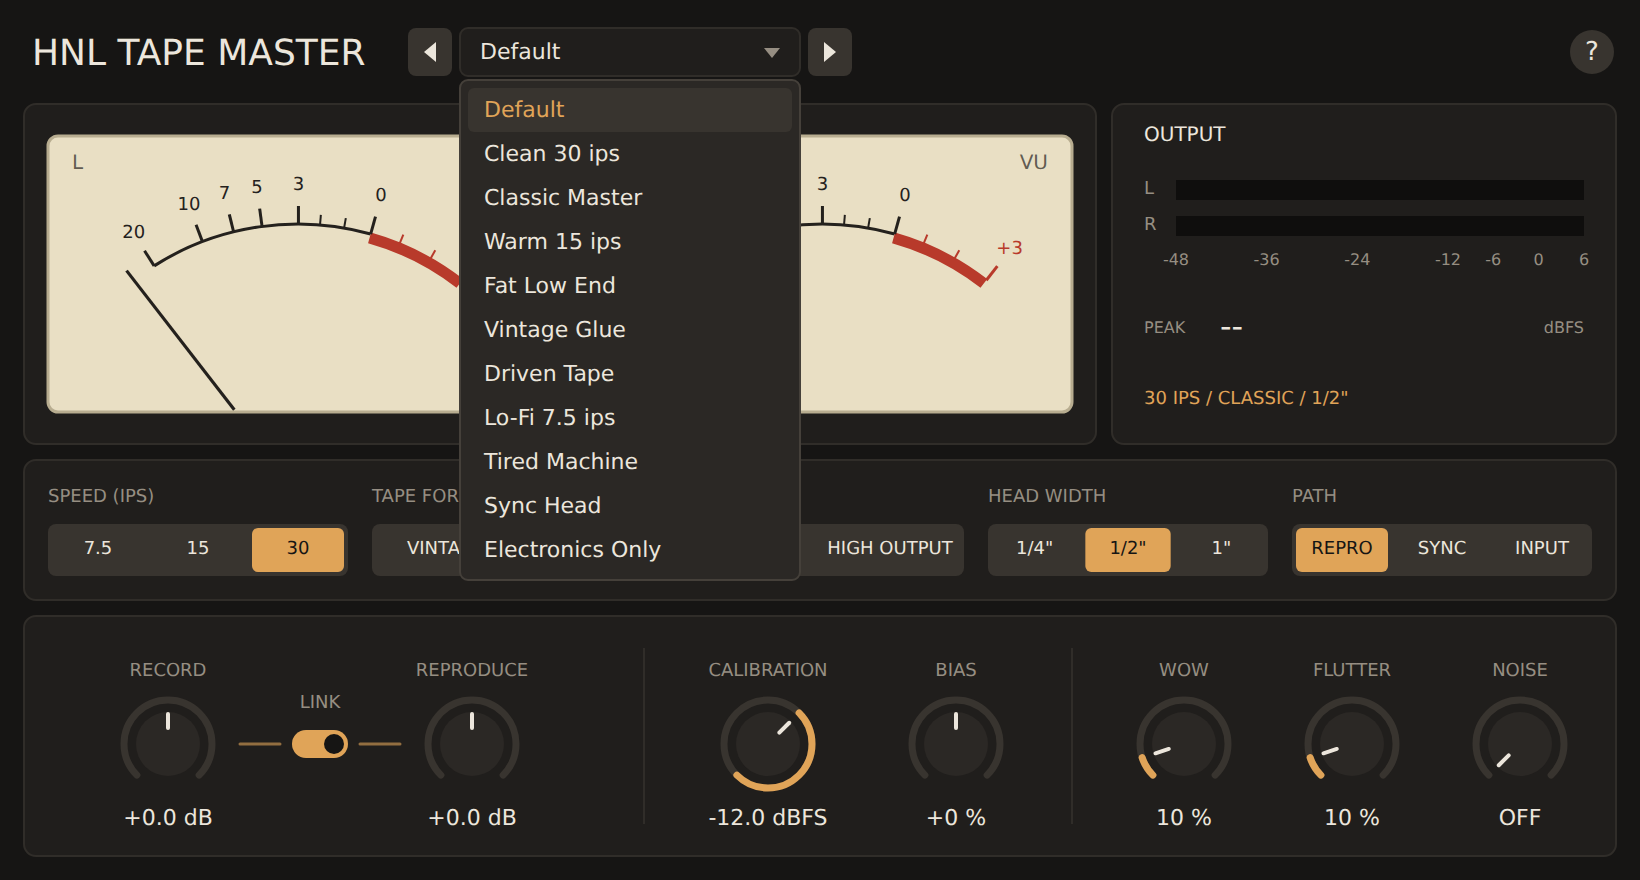 HNL TAPE MASTER
Default
?
Default
Clean 30 ips
Classic Master
Warm 15 ips
Fat Low End
Vintage Glue
Driven Tape
Lo-Fi 7.5 ips
Tired Machine
Sync Head
Electronics Only
L
20 10 7 5 3 0
VU
3 0 +3
OUTPUT
L
R
-48 -36 -24 -12 -6 0 6
PEAK -- dBFS
30 IPS / CLASSIC / 1/2"
SPEED (IPS)
7.5 15 30
TAPE FOR
VINTA
HIGH OUTPUT
HEAD WIDTH
1/4" 1/2" 1"
PATH
REPRO SYNC INPUT
RECORD
+0.0 dB
LINK
REPRODUCE
+0.0 dB
CALIBRATION
-12.0 dBFS
BIAS
+0 %
WOW
10 %
FLUTTER
10 %
NOISE
OFF